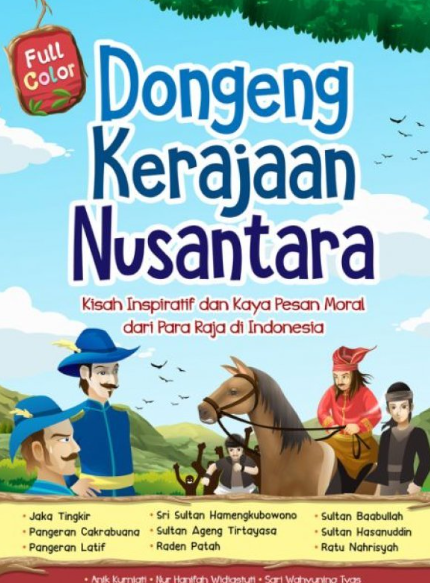 Full
Color
Dongeng
Kerajaan
Nusantara
Kisah Inspiratif dan Kaya Pesan Moral
dari Para Raja di Indonesia
• Jaka Tingkir
• Pangeran Cakrabuana
• Pangeran Latif
• Sri Sultan Hamengkubowono
• Sultan Ageng Tirtayasa
• Raden Patah
• Sultan Baabullah
• Sultan Hasanuddin
• Ratu Nahrisyah
• Anik Kurniati • Nur Hanifah Widiastuti • Sari Wahyuning Tyas